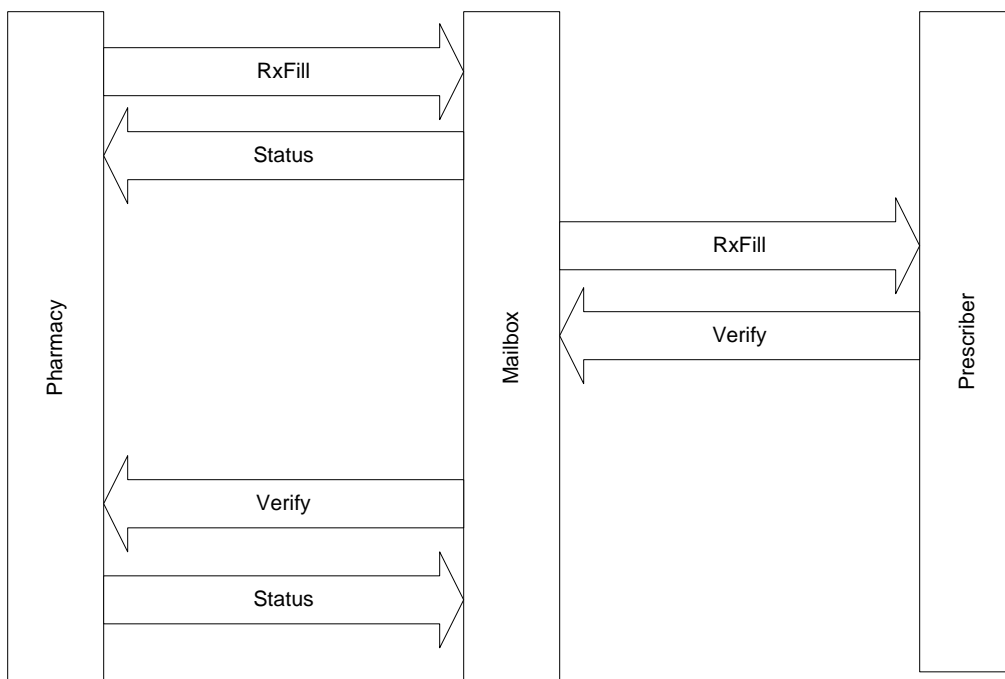 RxFill
Status
RxFill
Verify
Pharmacy
Mailbox
Prescriber
Verify
Status